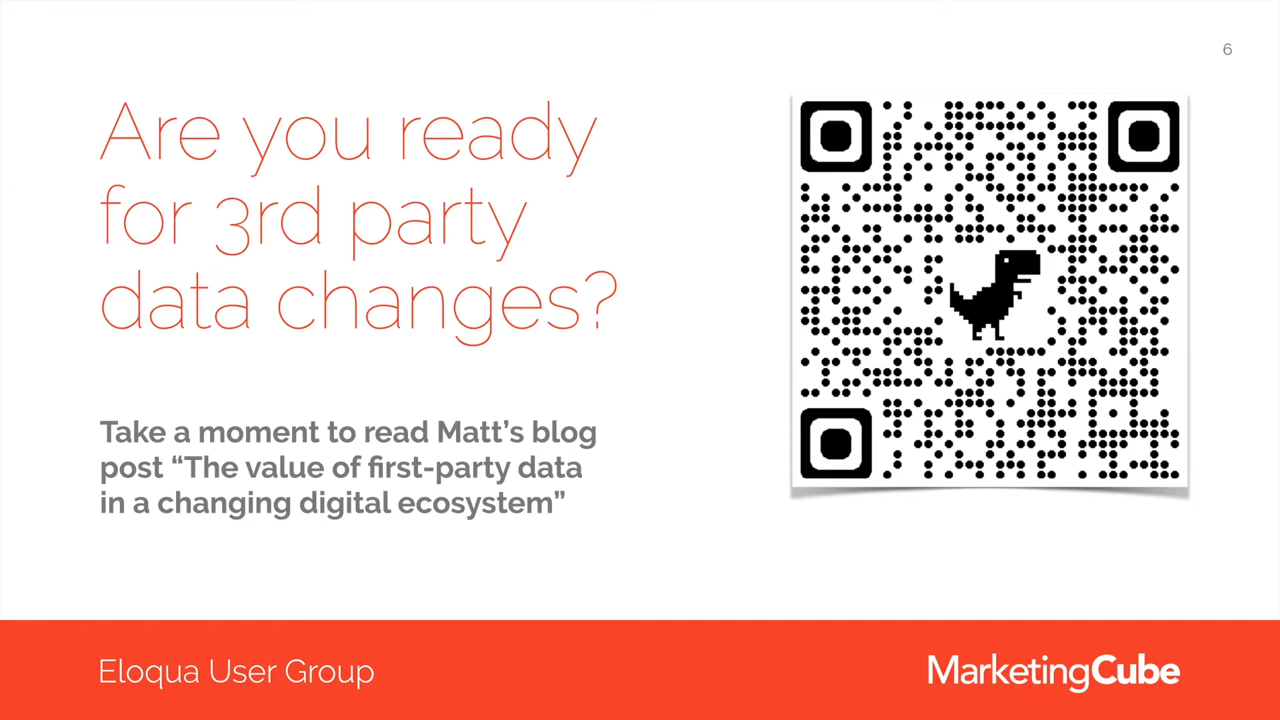 6
Are you ready
for 3rd party
data changes?
Take a moment to read Matt’s blog
post “The value of first-party data
in a changing digital ecosystem”
Eloqua User Group
MarketingCube